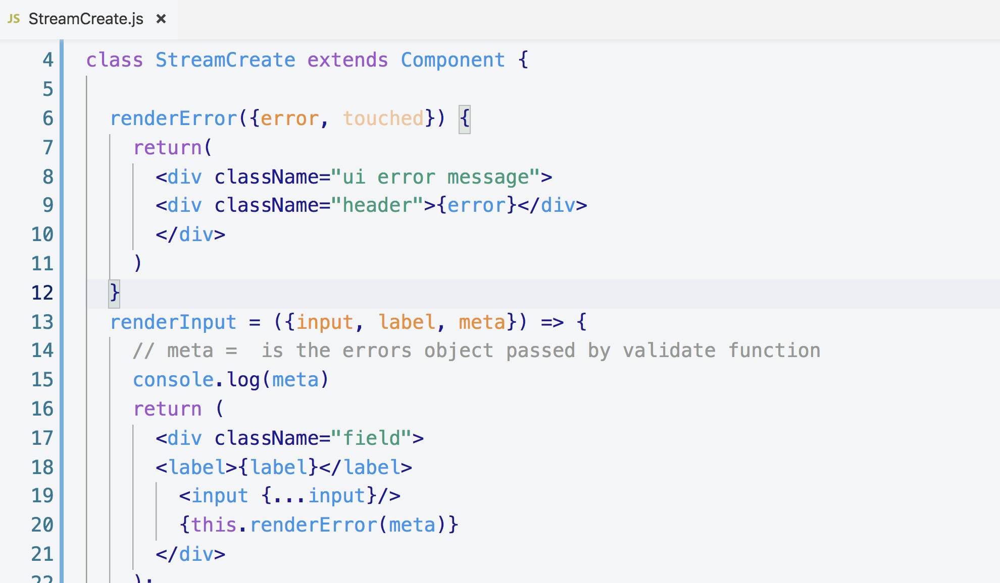 JS StreamCreate.js ×
4 class StreamCreate extends Component {
5
6 renderError({error, touched}) {
7 return(
8 <div className="ui error message">
9 <div className="header">{error}</div>
10 </div>
11 )
12 }
13 renderInput = ({input, label, meta}) => {
14 // meta =  is the errors object passed by validate function
15 console.log(meta)
16 return (
17 <div className="field">
18 <label>{label}</label>
19 <input {...input}/>
20 {this.renderError(meta)}
21 </div>
22 );